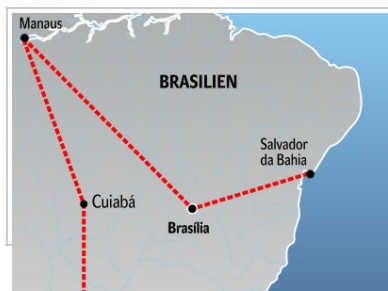 Manaus
BRASILIEN
Salvador
da Bahia
Cuiabá
Brasília